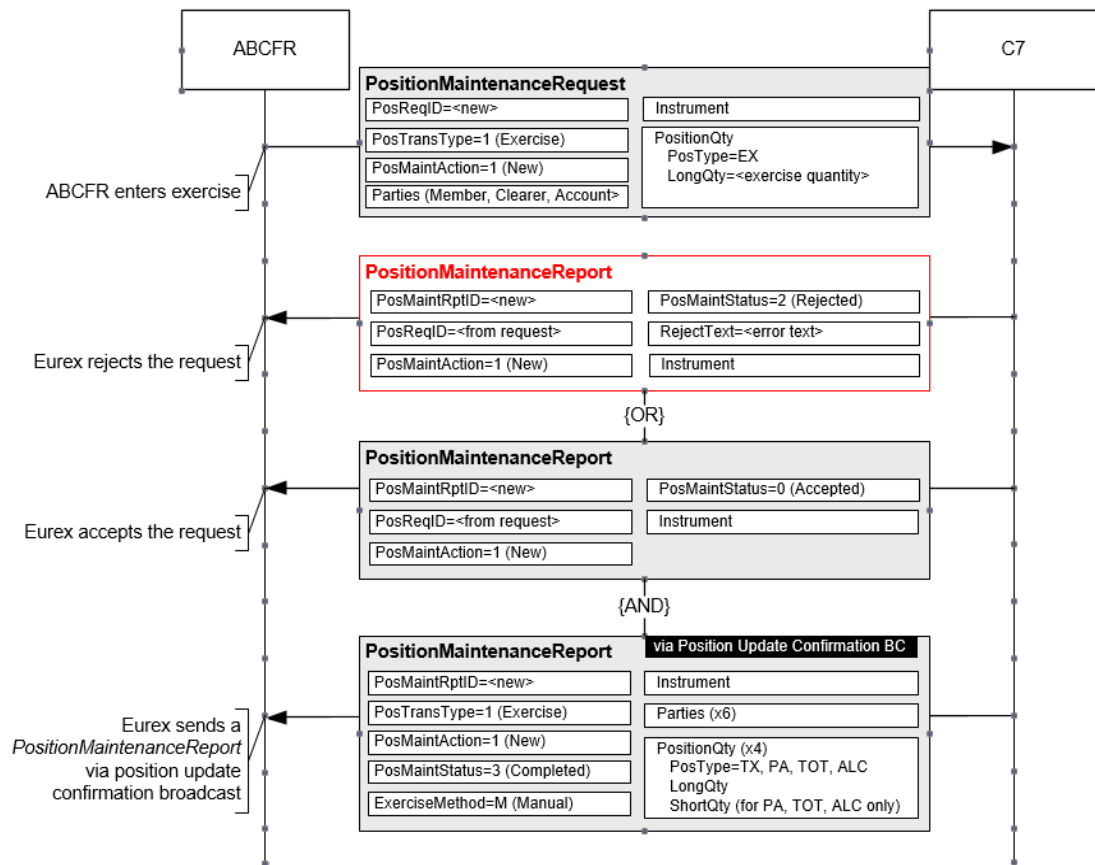 ABCFR
C7
PositionMaintenanceRequest
PosReqID=<new>
Instrument
PosTransType=1 (Exercise)
PositionQty
PosType=EX
LongQty=<exercise quantity>
PosMaintAction=1 (New)
Parties (Member, Clearer, Account>
ABCFR enters exercise
PositionMaintenanceReport
PosMaintRptID=<new>
PosMaintStatus=2 (Rejected)
PosReqID=<from request>
RejectText=<error text>
PosMaintAction=1 (New)
Instrument
Eurex rejects the request
{OR}
PositionMaintenanceReport
PosMaintRptID=<new>
PosMaintStatus=0 (Accepted)
PosReqID=<from request>
Instrument
PosMaintAction=1 (New)
Eurex accepts the request
{AND}
PositionMaintenanceReport
via Position Update Confirmation BC
PosMaintRptID=<new>
Instrument
PosTransType=1 (Exercise)
Parties (x6)
PosMaintAction=1 (New)
PosMaintStatus=3 (Completed)
ExerciseMethod=M (Manual)
PositionQty (x4)
PosType=TX, PA, TOT, ALC
LongQty
ShortQty (for PA, TOT, ALC only)
Eurex sends a
PositionMaintenanceReport
via position update
confirmation broadcast